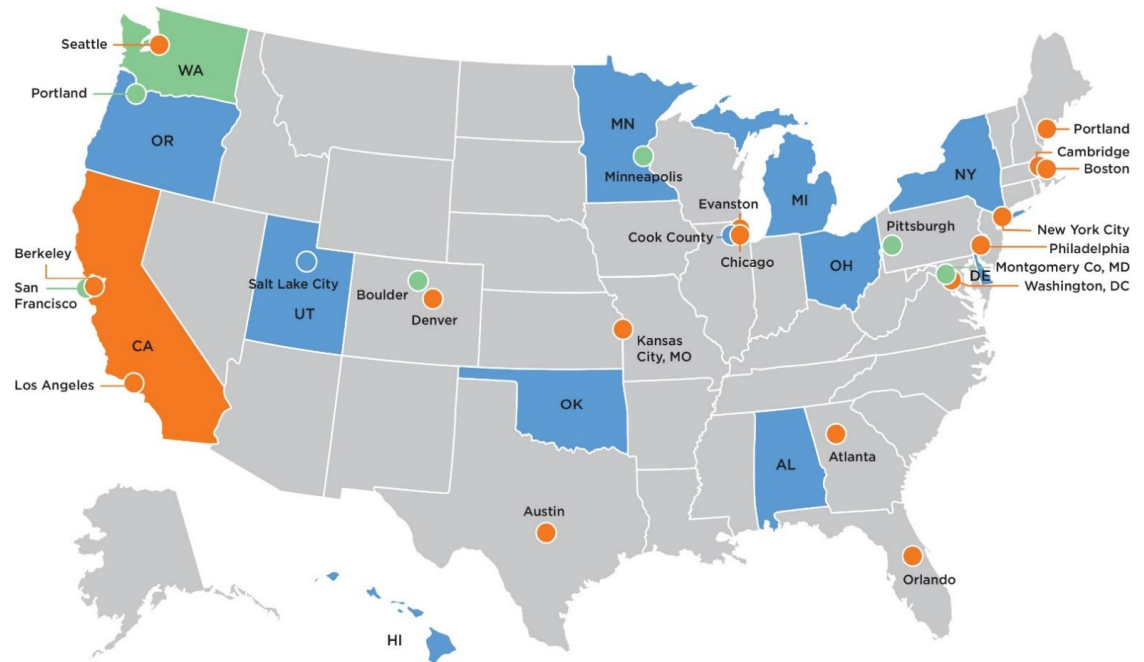 Seattle
WA
Portland
OR
MN
Minneapolis
Portland
Cambridge
Boston
NY
MI
Evanston
Cook County
Chicago
Pittsburgh
New York City
Philadelphia
Montgomery Co, MD
DE
Washington, DC
OH
Berkeley
San
Francisco
Salt Lake City
UT
Boulder
Denver
Kansas
City, MO
CA
Los Angeles
OK
AL
Atlanta
Austin
Orlando
HI